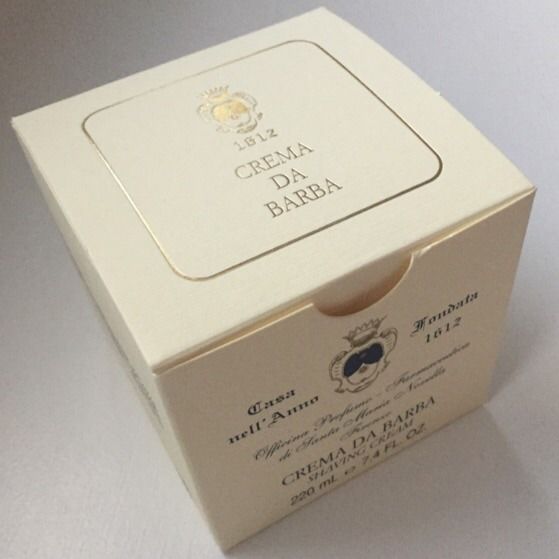 1612
CREMA
DA
BARBA
Casa
nell'Anno
Fondata
1612
Officina Profumo - Farmaceutica
di Santa Maria Novella
Firenze
CREMA DA BARBA
SHAVING CREAM
220 mL e 7.4 FL. OZ.